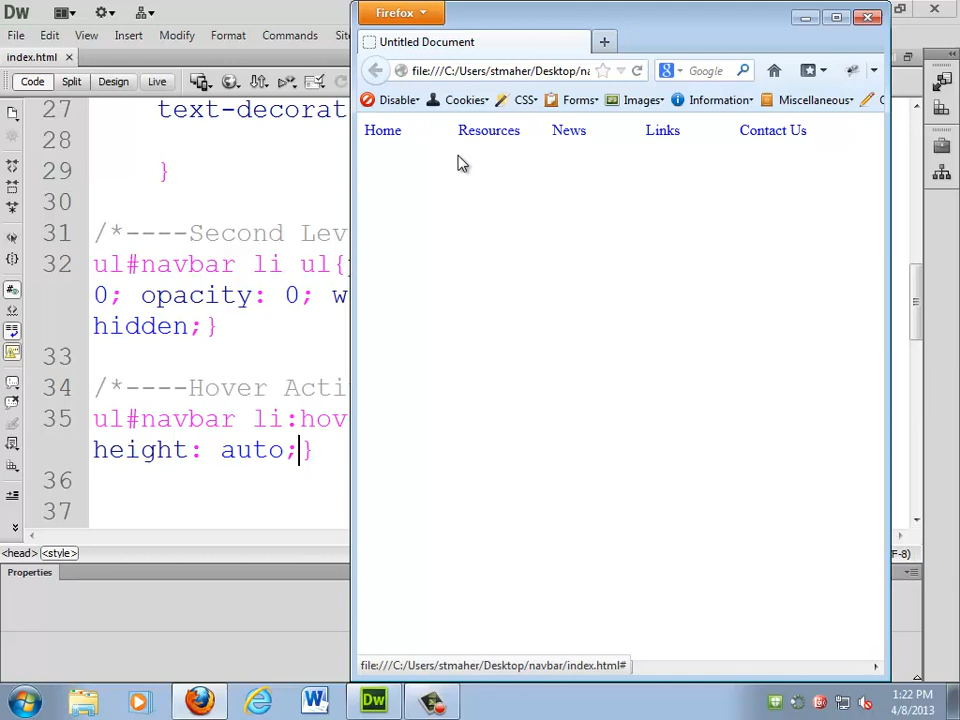 Dw
File Edit View Insert Modify Format Commands Sit
index.html
Code Split Design Live
27 text-decorat
28
29 }
30
31 /*----Second Lev
32 ul#navbar li ul{
0; opacity: 0; w
hidden;}
33
34 /*----Hover Acti
35 ul#navbar li:hov
height: auto;}
36
37
<head> <style>
Properties
Firefox
Untitled Document
file:///C:/Users/stmaher/Desktop/na
Google
Disable Cookies CSS Forms Images Information Miscellaneous
Home Resources News Links Contact Us
file:///C:/Users/stmaher/Desktop/navbar/index.html#
F-8)
Dw
1:22 PM
4/8/2013